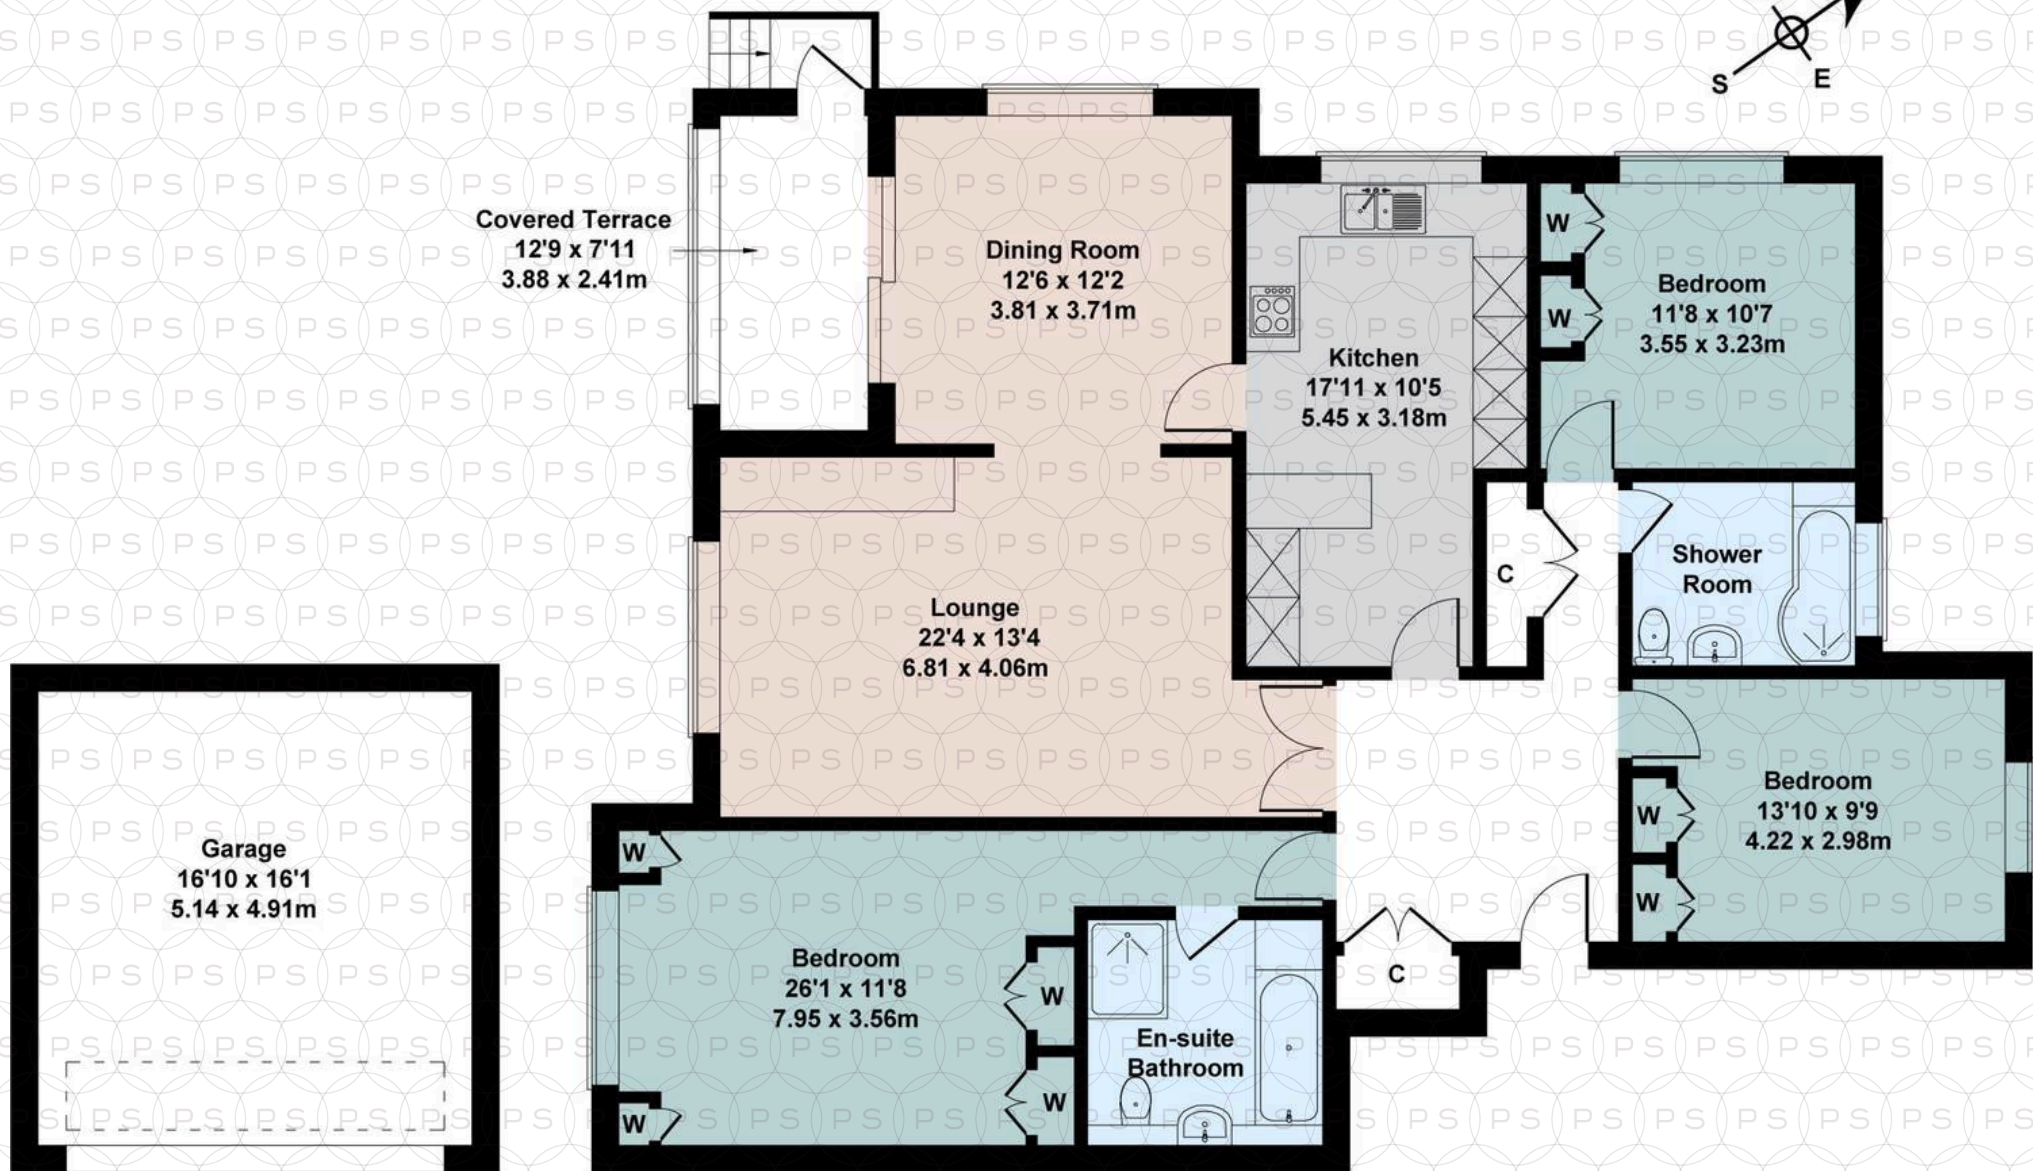 S
E
Covered Terrace
12'9 x 7'11
3.88 x 2.41m
Dining Room
12'6 x 12'2
3.81 x 3.71m
Kitchen
17'11 x 10'5
5.45 x 3.18m
W
W
Bedroom
11'8 x 10'7
3.55 x 3.23m
C
Shower
Room
Lounge
22'4 x 13'4
6.81 x 4.06m
Bedroom
13'10 x 9'9
4.22 x 2.98m
W
W
Garage
16'10 x 16'1
5.14 x 4.91m
W
Bedroom
26'1 x 11'8
7.95 x 3.56m
W
W
W
En-suite
Bathroom
C